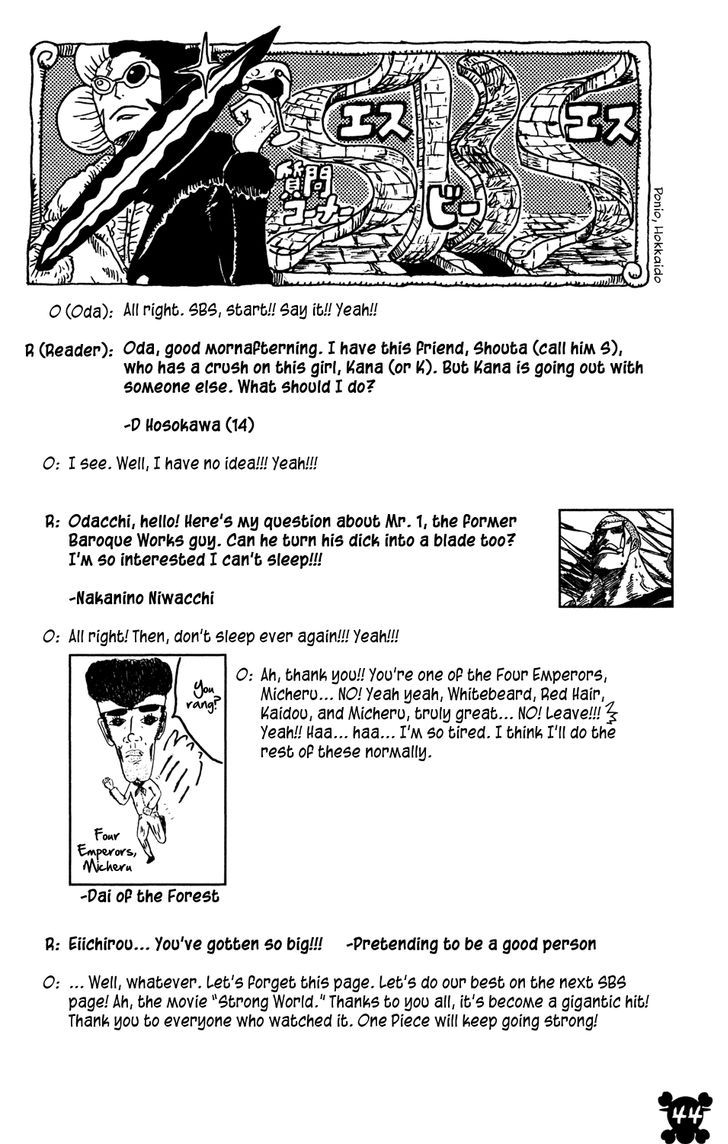 エス
ビー
エス
質問
コーナー
Ponio, Hokkaido
O (Oda): All right. SBS, start!! Say it!! Yeah!!
R (Reader): Oda, good mornafterning. I have this friend, Shouta (call him S),
who has a crush on this girl, Kana (or K). But Kana is going out with
someone else. What should I do?
-D Hosokawa (14)
O: I see. Well, I have no idea!!! Yeah!!!
R: Odacchi, hello! Here's my question about Mr. 1, the former
Baroque Works guy. Can he turn his dick into a blade too?
I'm so interested I can't sleep!!!
-Nakanino Niwacchi
O: All right! Then, don't sleep ever again!!! Yeah!!!
You
rang?
Four
Emperors,
Micheru
-Dai of the Forest
O: Ah, thank you!! You're one of the Four Emperors,
Micheru... NO! Yeah yeah, Whitebeard, Red Hair,
Kaidou, and Micheru, truly great... NO! Leave!!!
Yeah!! Haa... haa... I'm so tired. I think I'll do the
rest of these normally.
R: Eiichirou... You've gotten so big!!! -Pretending to be a good person
O: ... Well, whatever. Let's forget this page. Let's do our best on the next SBS
page! Ah, the movie "Strong World." Thanks to you all, it's become a gigantic hit!
Thank you to everyone who watched it. One Piece will keep going strong!
44